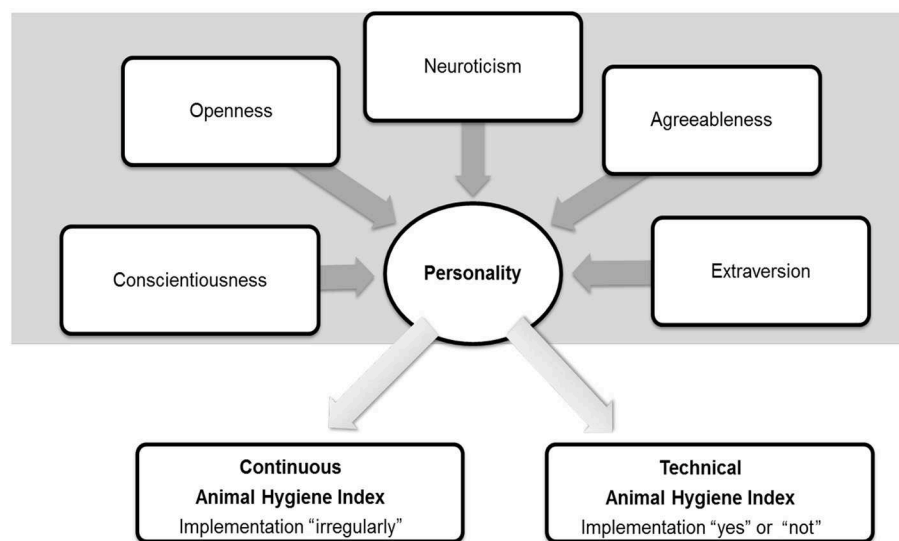 Neuroticism
Openness
Agreeableness
Conscientiousness
Personality
Extraversion
Continuous
Animal Hygiene Index
Implementation “irregularly”
Technical
Animal Hygiene Index
Implementation “yes” or “not”